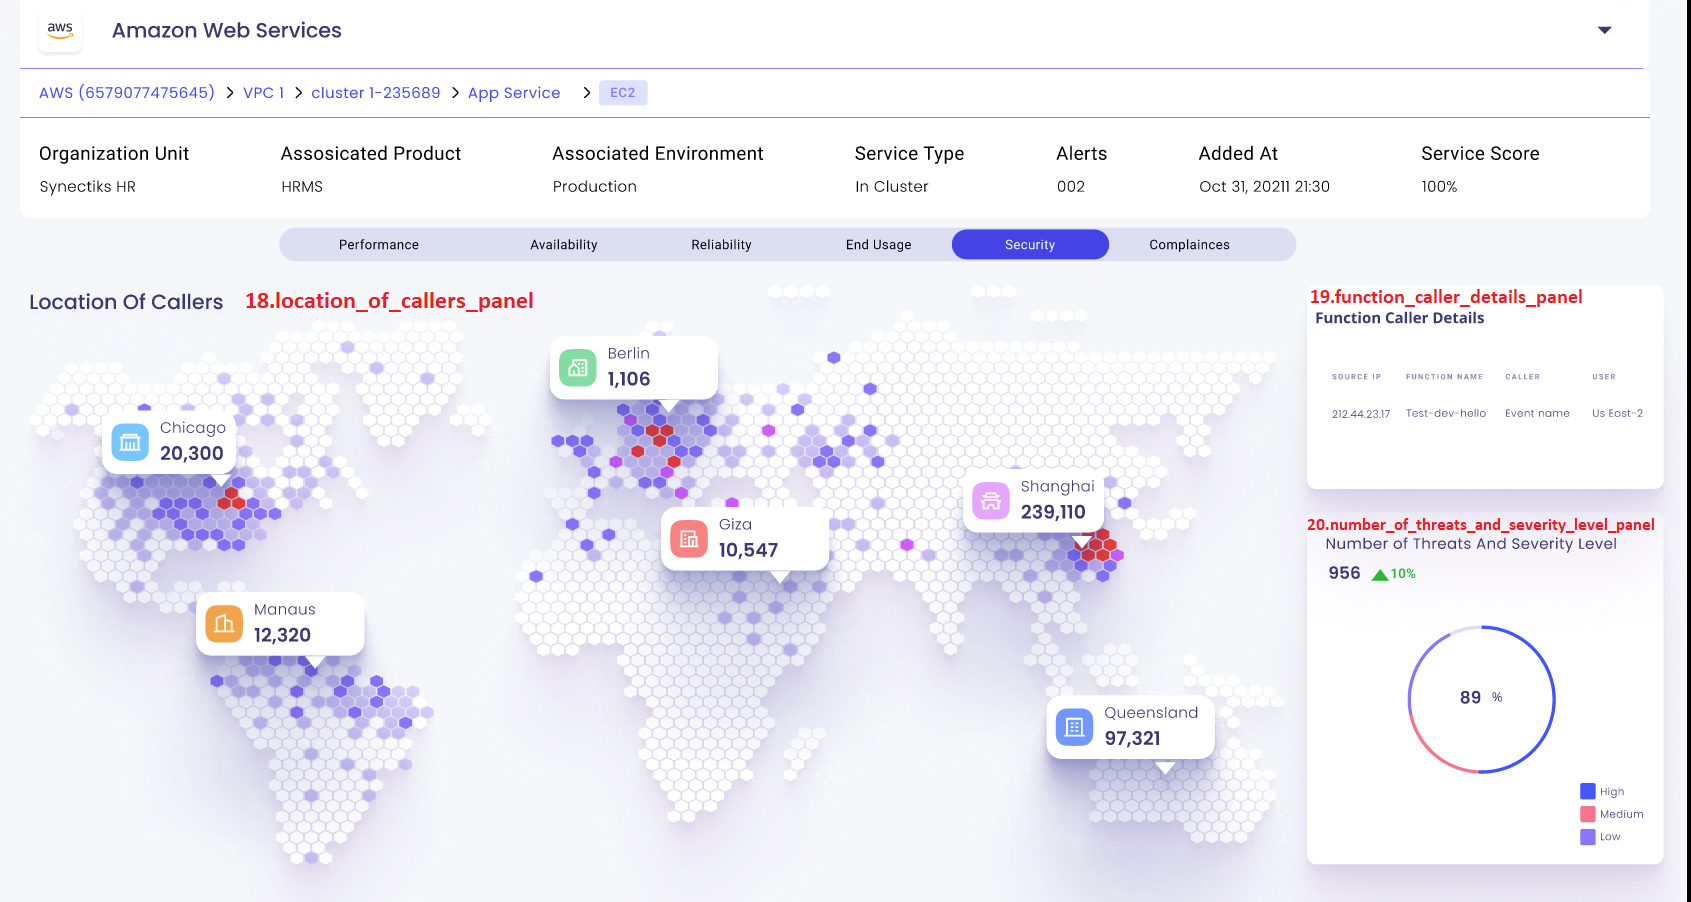 aws
Amazon Web Services
AWS (6579077475645) > VPC 1 > cluster 1-235689 > App Service > EC2
Organization Unit Assosicated Product Associated Environment Service Type Alerts Added At Service Score
Synectiks HR HRMS Production In Cluster 002 Oct 31, 20211 21:30 100%
Performance Availability Reliability End Usage Security Complainces
Location Of Callers 18.location_of_callers_panel
Berlin
1,106
Chicago
20,300
Shanghai
239,110
Giza
10,547
Manaus
12,320
Queensland
97,321
19.function_caller_details_panel
Function Caller Details
SOURCE IP FUNCTION NAME CALLER USER
212.44.23.17 Test-dev-hello Event name Us East-2
20.number_of_threats_and_severity_level_panel
Number of Threats And Severity Level
956 10%
89 %
High
Medium
Low